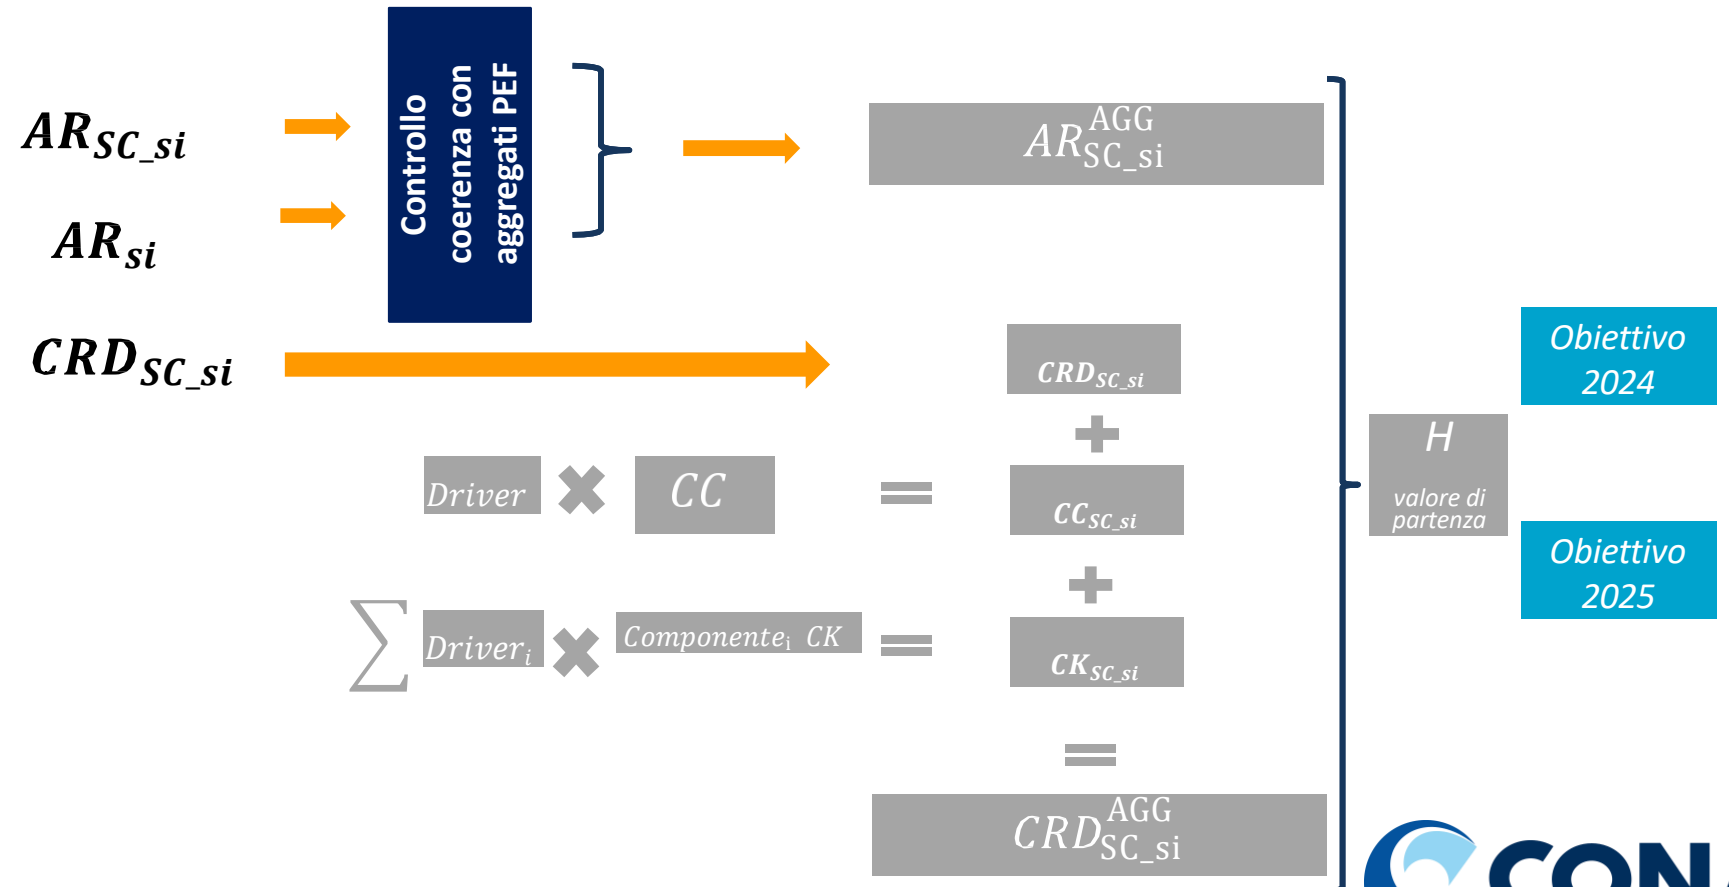 AR_SC_si
AR_si
CRD_SC_si
Controllo
coerenza con
aggregati PEF
AR^AGG_SC_si
CRD_SC_si
Driver
CC
CC_SC_si
∑ Driver_i
Componente_i CK
CK_SC_si
CRD^AGG_SC_si
H
valore di
partenza
Obiettivo
2024
Obiettivo
2025
CON